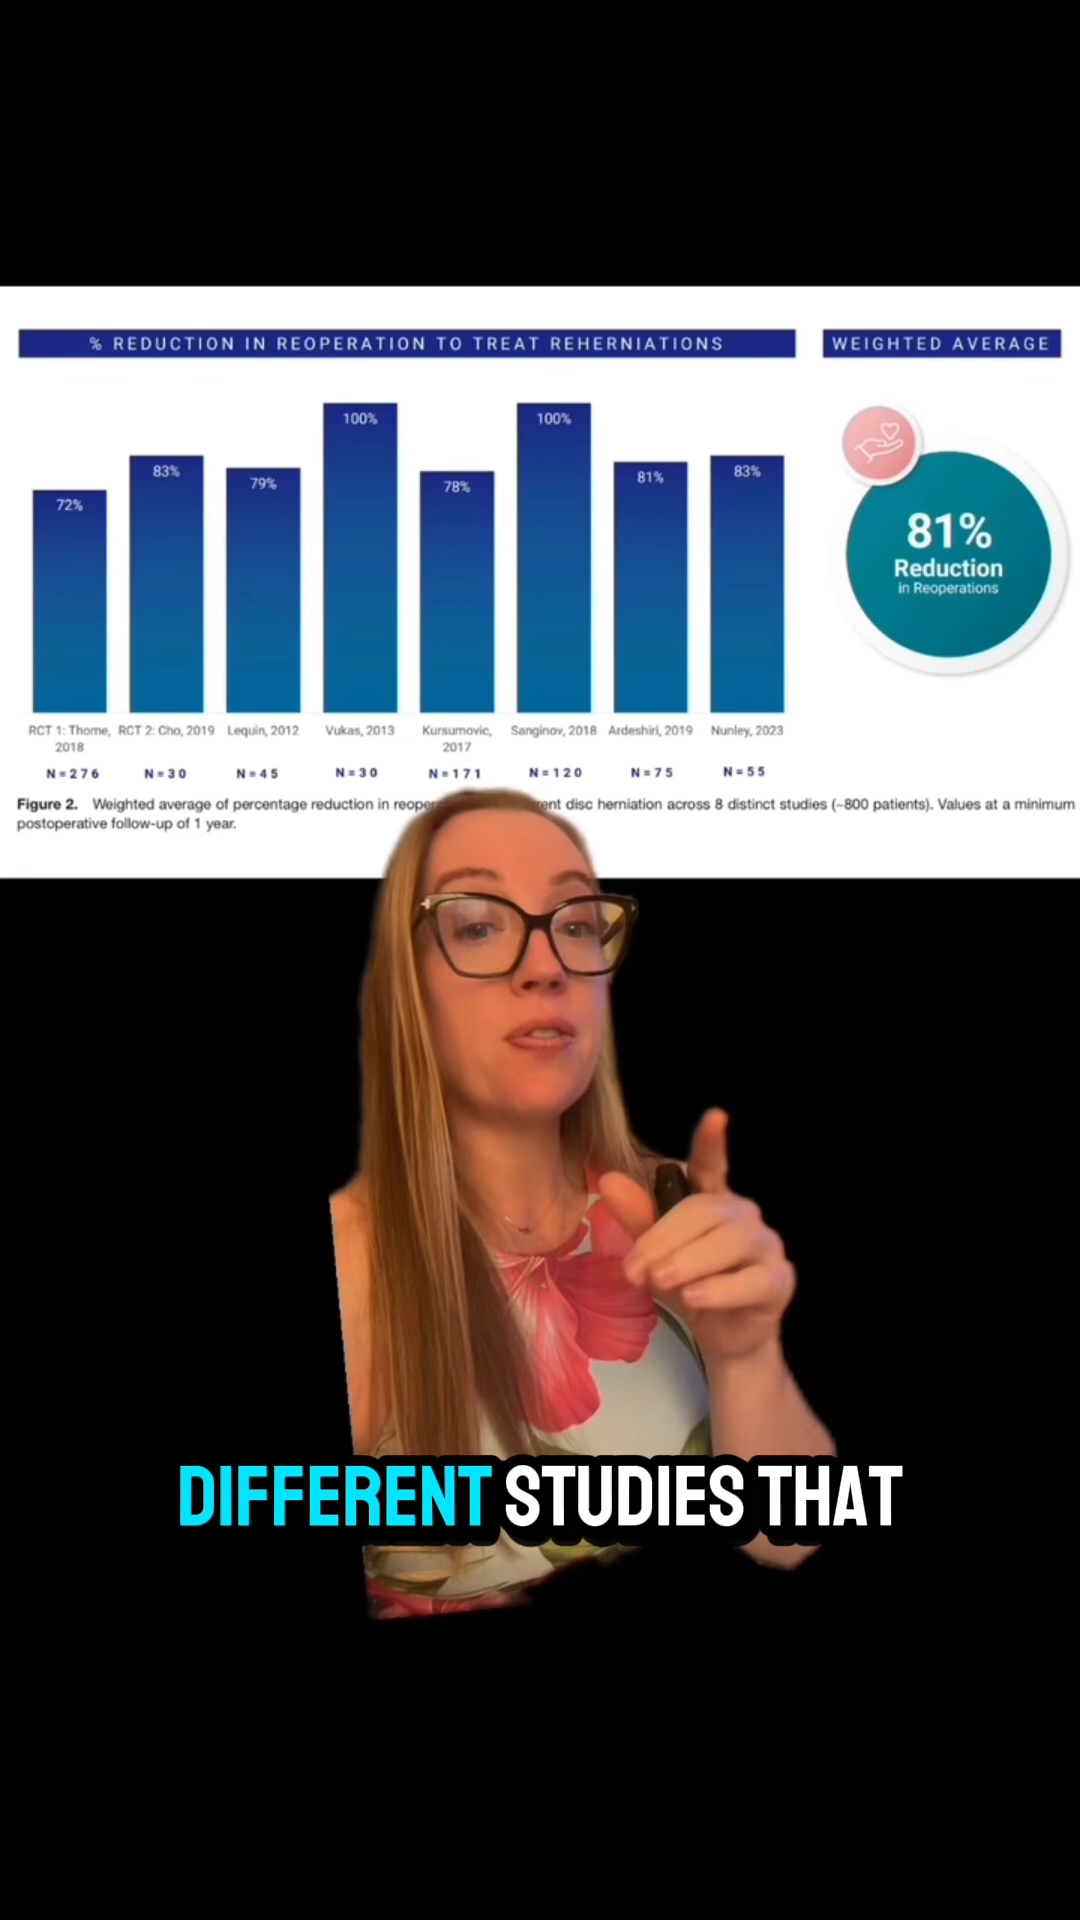 % REDUCTION IN REOPERATION TO TREAT REHERNIATIONS
WEIGHTED AVERAGE
72%
83%
79%
100%
78%
100%
81%
83%
81%
Reduction
in Reoperations
RCT 1: Thome, 2018
RCT 2: Cho, 2019
Lequin, 2012
Vukas, 2013
Kursumovic, 2017
Sanginov, 2018
Ardeshiri, 2019
Nunley, 2023
N=276
N=30
N=45
N=30
N=171
N=120
N=75
N=55
Figure 2. Weighted average of percentage reduction in disc herniation across 8 distinct studies (~800 patients). Values at a minimum
postoperative follow-up of 1 year.
DIFFERENT STUDIES THAT